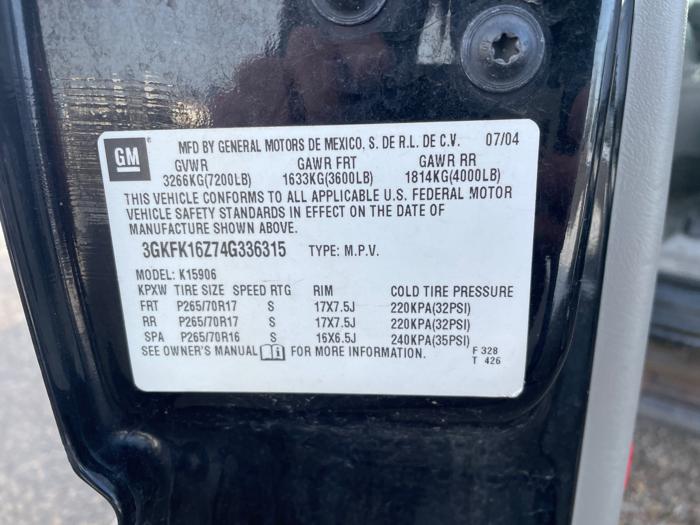 GM
MFD BY GENERAL MOTORS DE MEXICO, S. DE R.L. DE C.V. 07/04
GVWR GAWR FRT GAWR RR
3266KG(7200LB) 1633KG(3600LB) 1814KG(4000LB)
THIS VEHICLE CONFORMS TO ALL APPLICABLE U.S. FEDERAL MOTOR
VEHICLE SAFETY STANDARDS IN EFFECT ON THE DATE OF
MANUFACTURE SHOWN ABOVE.
3GKFK16Z74G336315 TYPE: M.P.V.
MODEL: K15906
KPXW TIRE SIZE SPEED RTG RIM COLD TIRE PRESSURE
FRT P265/70R17 S 17X7.5J 220KPA(32PSI)
RR P265/70R17 S 17X7.5J 220KPA(32PSI)
SPA P265/70R16 S 16X6.5J 240KPA(35PSI)
SEE OWNER'S MANUAL FOR MORE INFORMATION. F 328
T 426